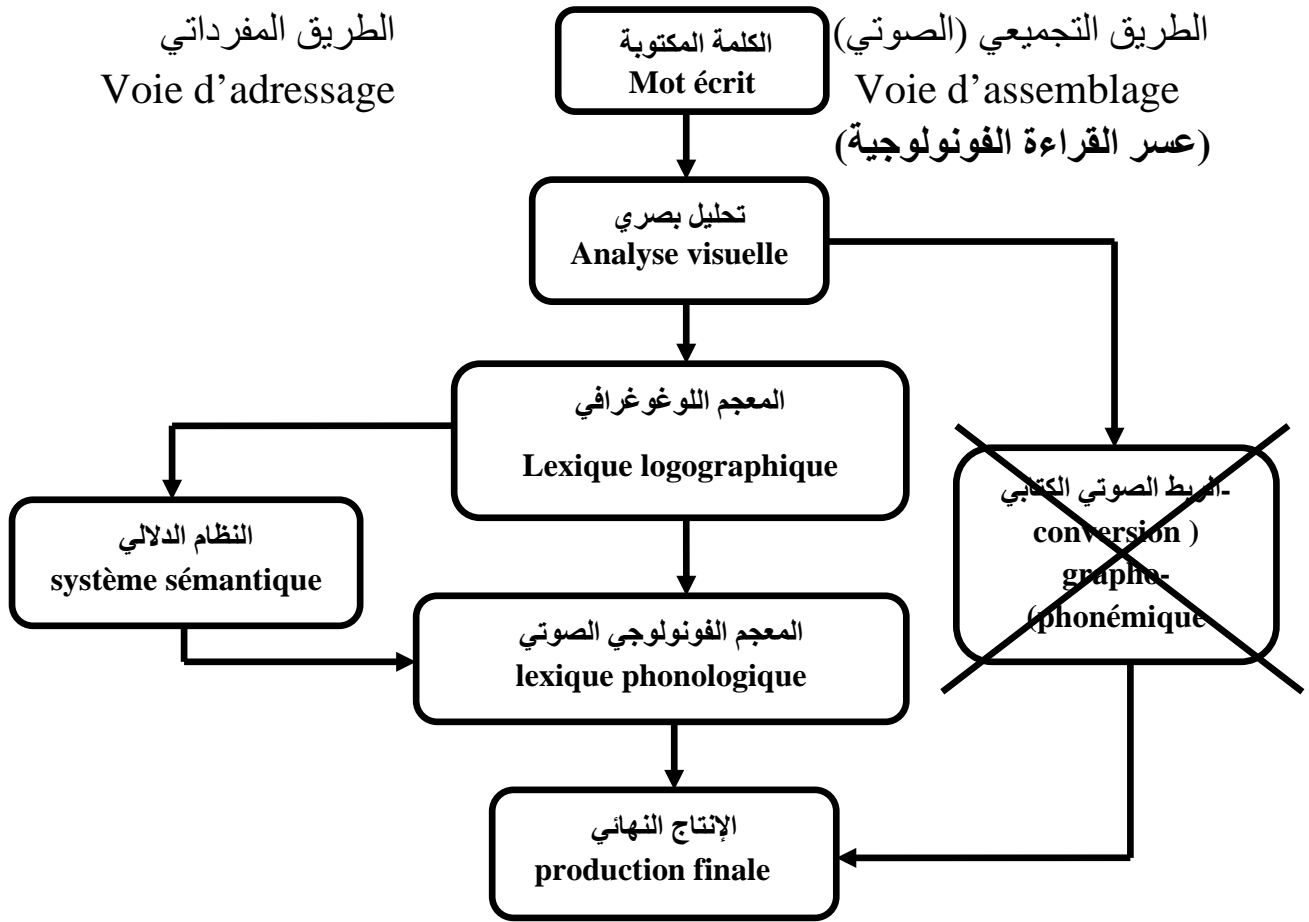 الطريق المفرداتي
Voie d’adressage
الطريق التجميعي (الصوتي)
Voie d’assemblage
(عسر القراءة الفونولوجية)
الكلمة المكتوبة
Mot écrit
تحليل بصري
Analyse visuelle
المعجم اللوغوغرافي
Lexique logographique
النظام الدلالي
système sémantique
-الربط الصوتي الكتابي
conversion )
grapho-
(phonémique
المعجم الفونولوجي الصوتي
lexique phonologique
الإنتاج النهائي
production finale